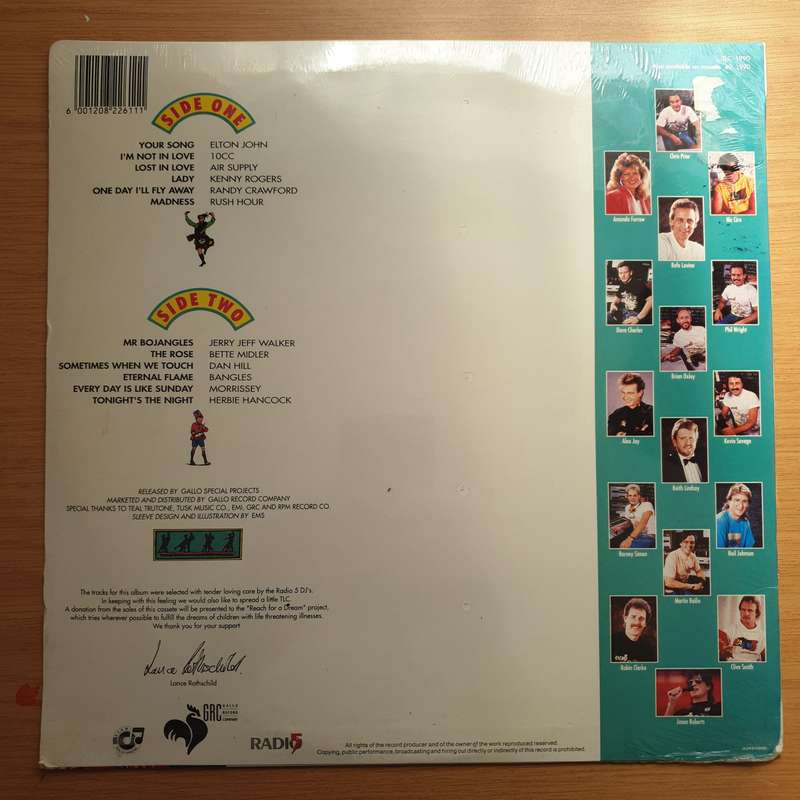 6 001208 226111
SIDE ONE
YOUR SONG ELTON JOHN
I'M NOT IN LOVE 10CC
LOST IN LOVE AIR SUPPLY
LADY KENNY ROGERS
ONE DAY I'LL FLY AWAY RANDY CRAWFORD
MADNESS RUSH HOUR
SIDE TWO
MR BOJANGLES JERRY JEFF WALKER
THE ROSE BETTE MIDLER
SOMETIMES WHEN WE TOUCH DAN HILL
ETERNAL FLAME BANGLES
EVERY DAY IS LIKE SUNDAY MORRISSEY
TONIGHT'S THE NIGHT HERBIE HANCOCK
RELEASED BY GALLO SPECIAL PROJECTS
MARKETED AND DISTRIBUTED BY GALLO RECORD COMPANY
SPECIAL THANKS TO TEAL TRUTONE, TUSK MUSIC CO., EMI, GRC AND RPM RECORD CO.
SLEEVE DESIGN AND ILLUSTRATION BY EMS
The tracks for this album were selected with tender loving care by the Radio 5 DJ's.
In keeping with this feeling we would also like to spread a little TLC.
A donation from the sales of this cassete will be presented to the "Reach for a Dream" project,
which tries wherever possible to fulfill the dreams of children with life threatening illnesses.
We thank you for your support
Lance Rothschild
Lance Rothschild
GRC GALLO
RECORD
COMPANY
RADIO 5
All rights of the record producer and of the owner of the work reproduced reserved.
Copying, public performance, broadcasting and hiring out directly or indirectly of this record is prohibited.
1990
1990
Chris Prior
Amanda Furrow
Rafe Lavine
Dave Charles
Phil Wright
Brian Oxley
Alex Jay
Kevin Savage
Keith Lindsay
Barney Simon
Neil Johnson
Martin Bailie
Robin Clarke
Clive Smith
Jason Roberts